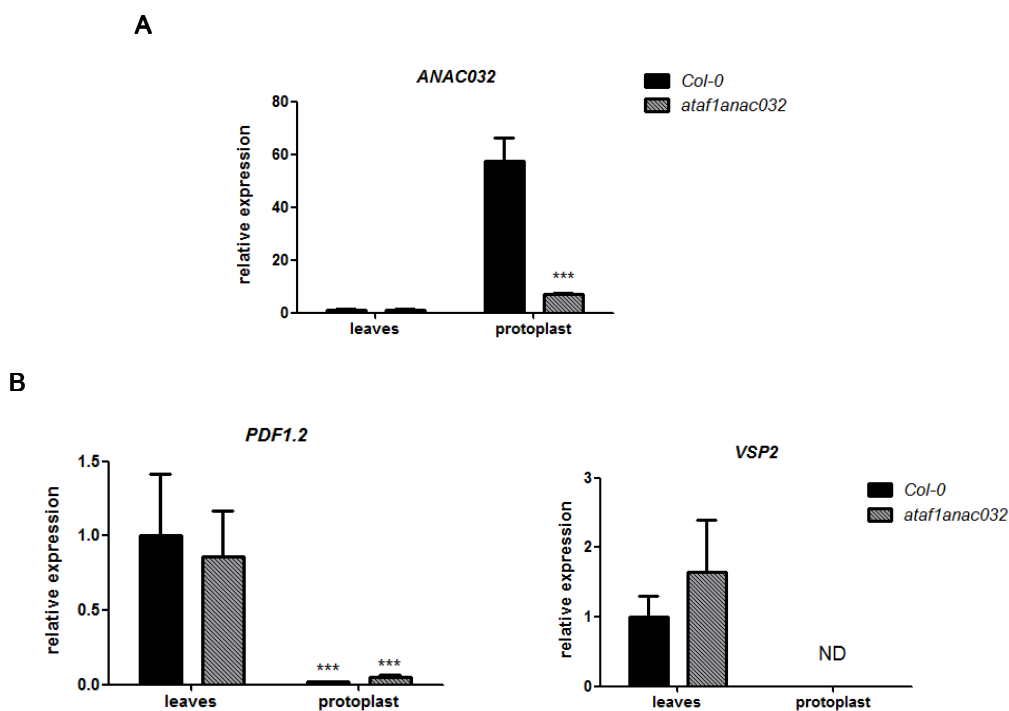 A
ANAC032
Col-0
ataf1anac032
relative expression
80
60
40
20
0
***
leaves
protoplast
B
PDF1.2
relative expression
1.5
1.0
0.5
0.0
***
***
leaves
protoplast
VSP2
Col-0
ataf1anac032
relative expression
3
2
1
0
ND
leaves
protoplast